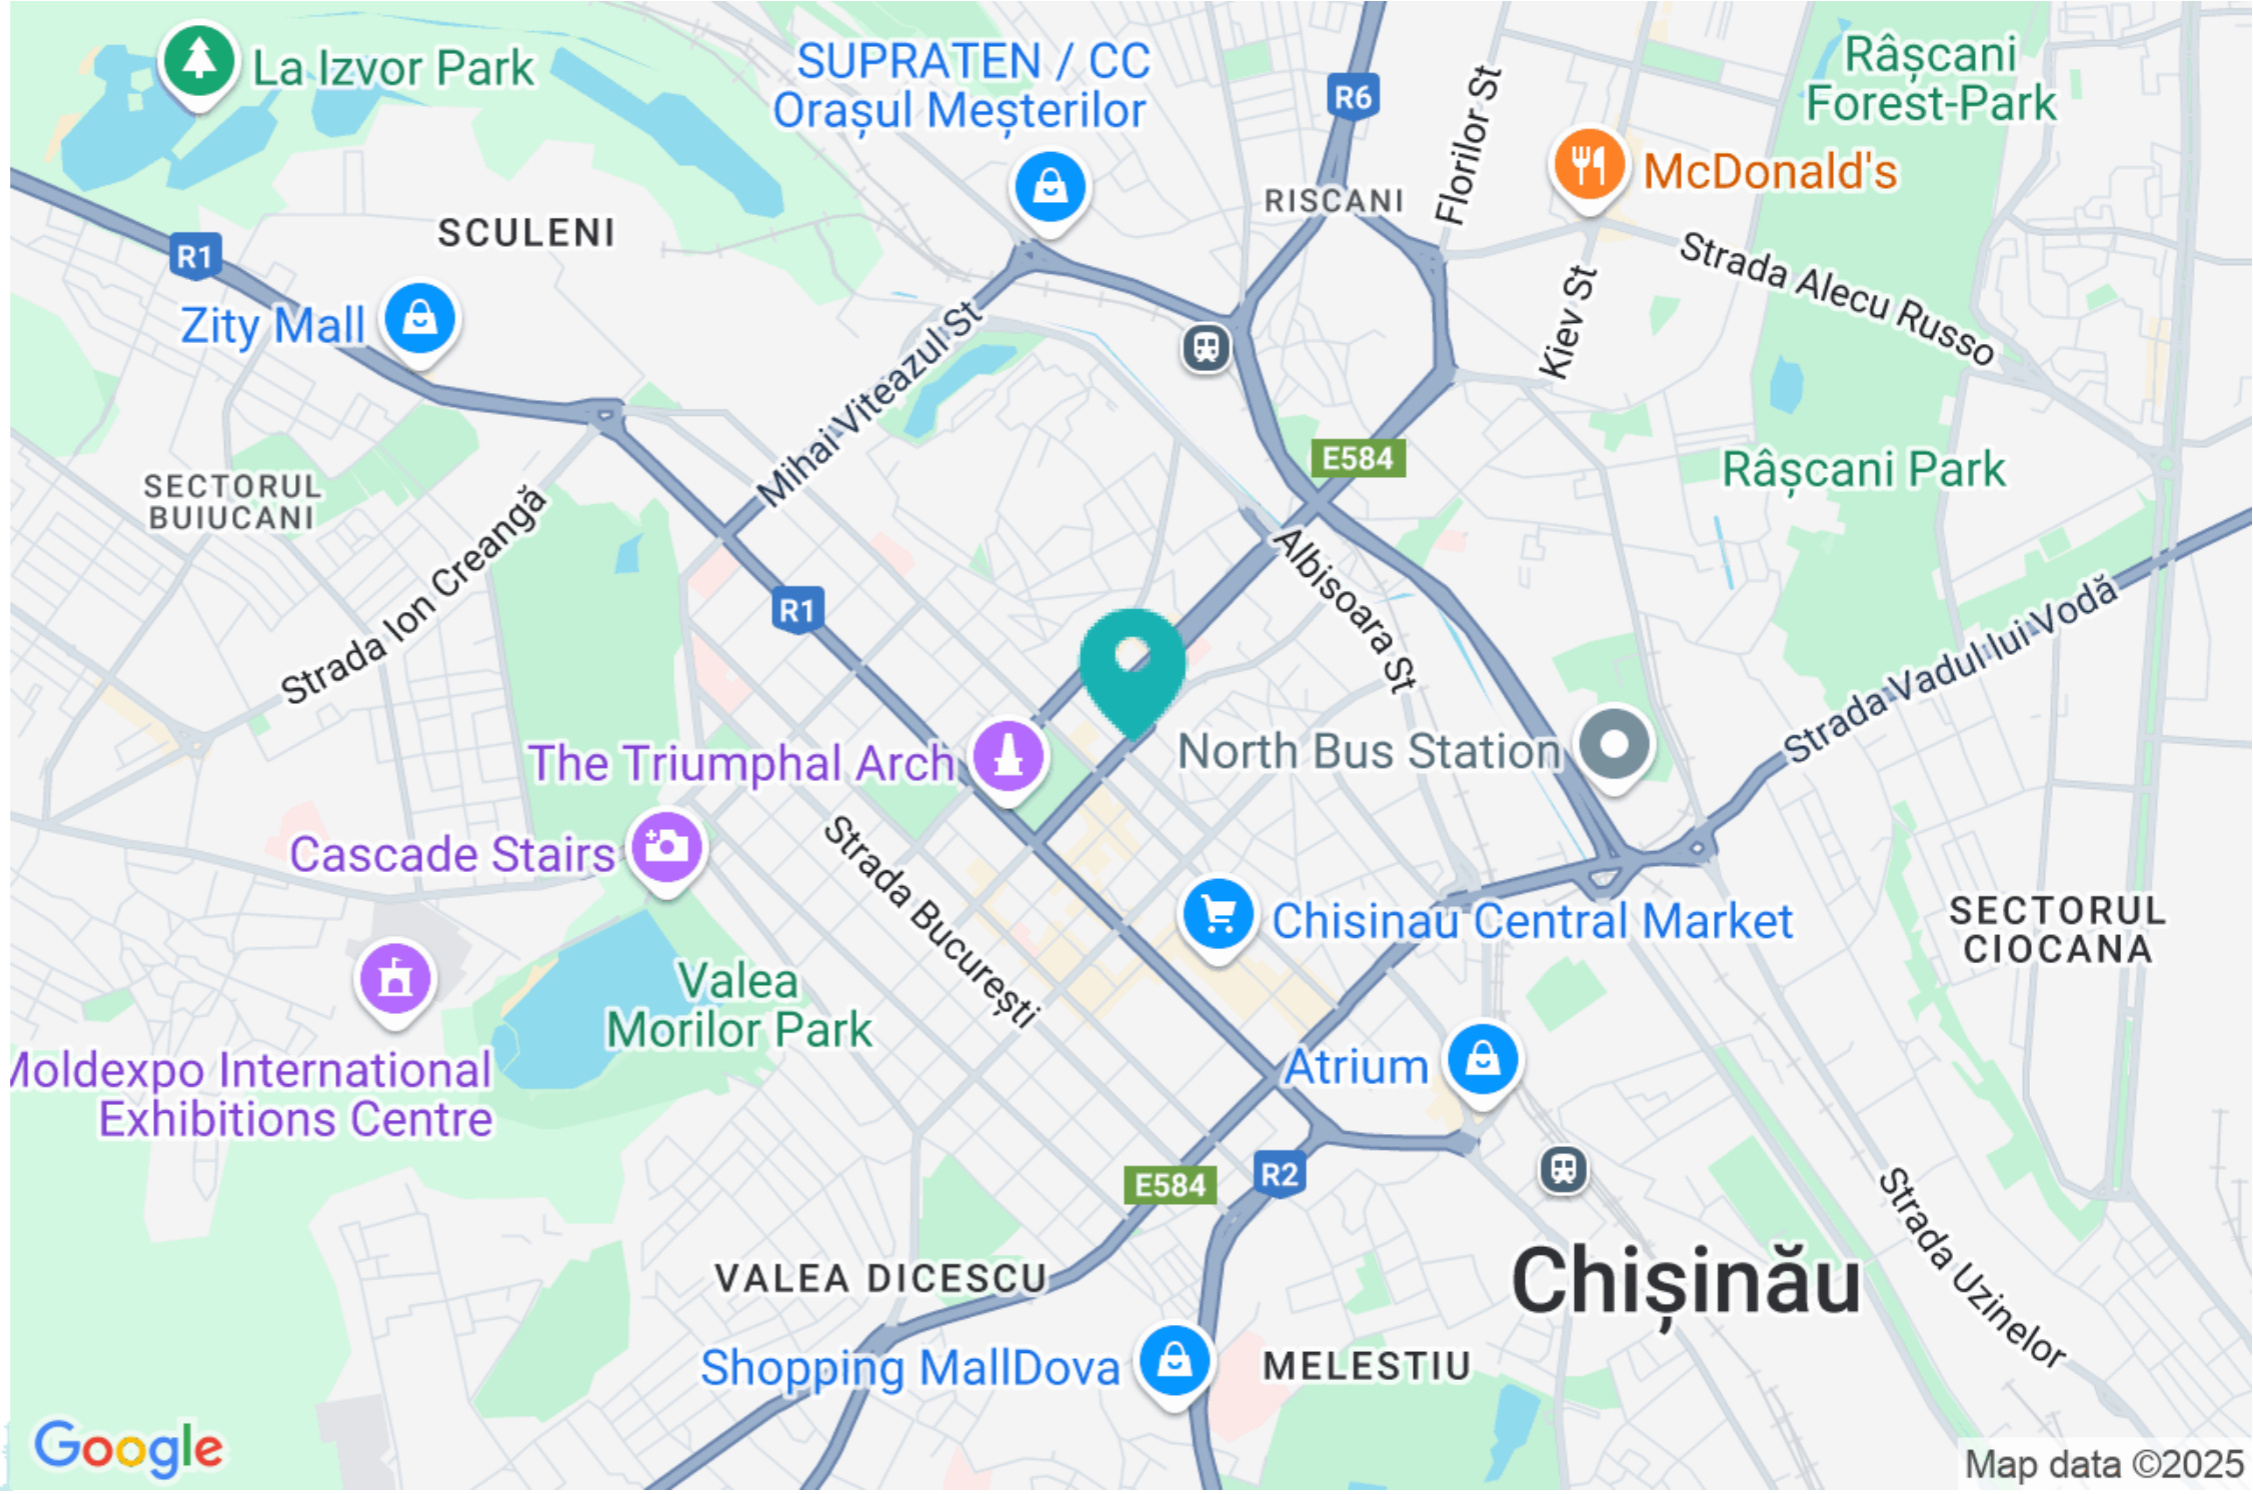 La Izvor Park
SUPRATEN / CC
Orașul Meșterilor
R6
Florilor St
Râșcani
Forest-Park
McDonald's
RISCANI
SCULENI
R1
Zity Mall
Strada Alecu Russo
Kiev St
Mihai Viteazul St
E584
Râșcani Park
SECTORUL
BUIUCANI
Strada Ion Creangă
R1
Albisoara St
Strada Vadul lui Vodă
The Triumphal Arch
North Bus Station
Cascade Stairs
Strada București
Chisinau Central Market
SECTORUL
CIOCANA
Valea
Morilor Park
Moldexpo International
Exhibitions Centre
Atrium
E584
R2
Strada Uzinelor
VALEA DICESCU
Chișinău
Shopping MallDova
MELESTIU
Google
Map data ©2025